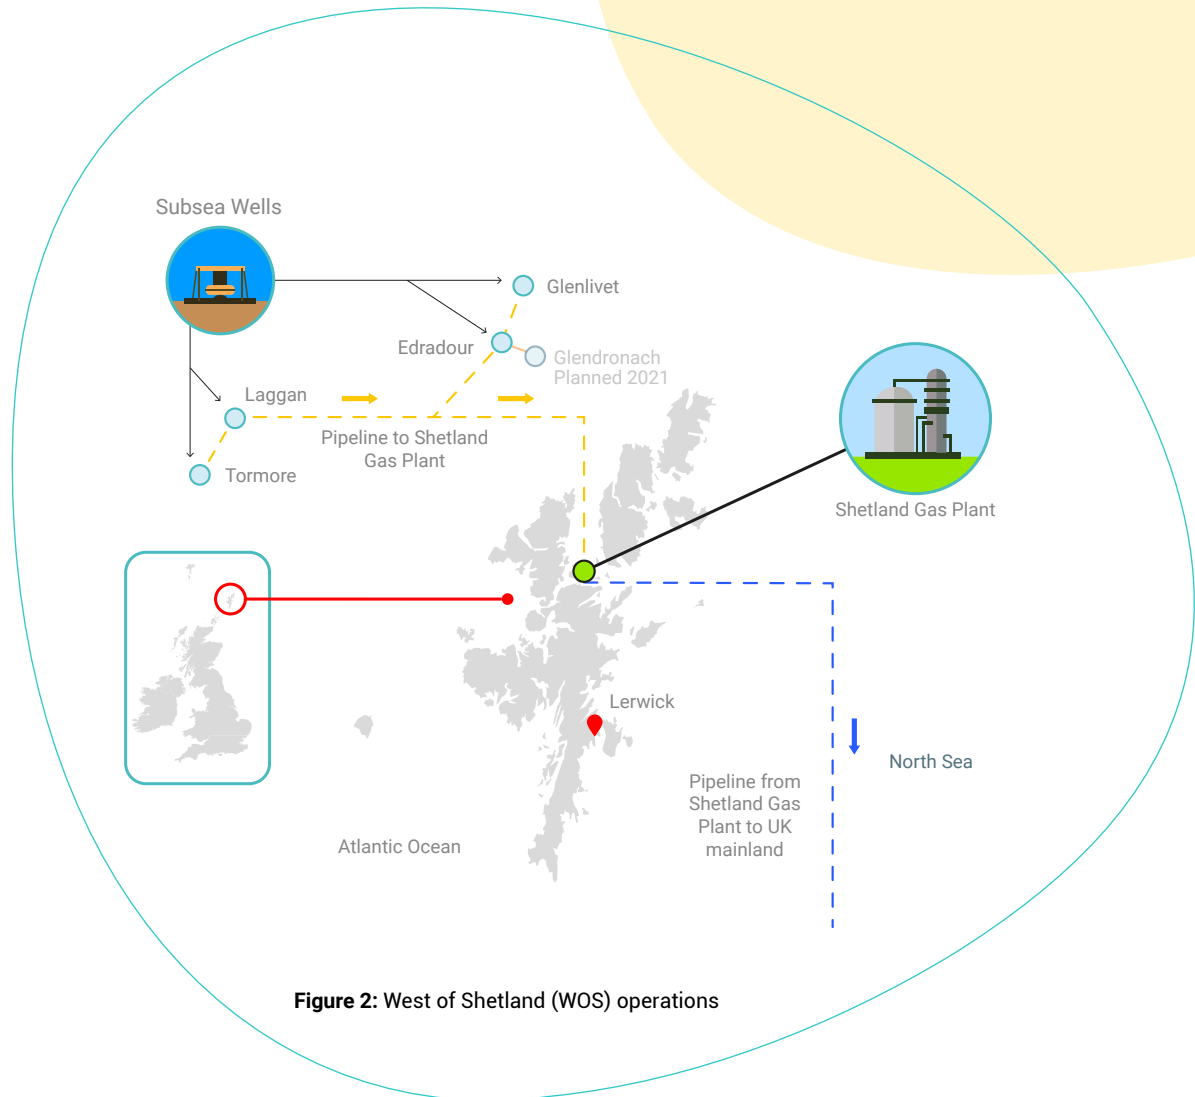 Subsea Wells
Glenlivet
Edradour
Glendronach
Planned 2021
Laggan
Pipeline to Shetland
Gas Plant
Tormore
Shetland Gas Plant
Lerwick
North Sea
Pipeline from
Shetland Gas
Plant to UK
mainland
Atlantic Ocean
Figure 2: West of Shetland (WOS) operations